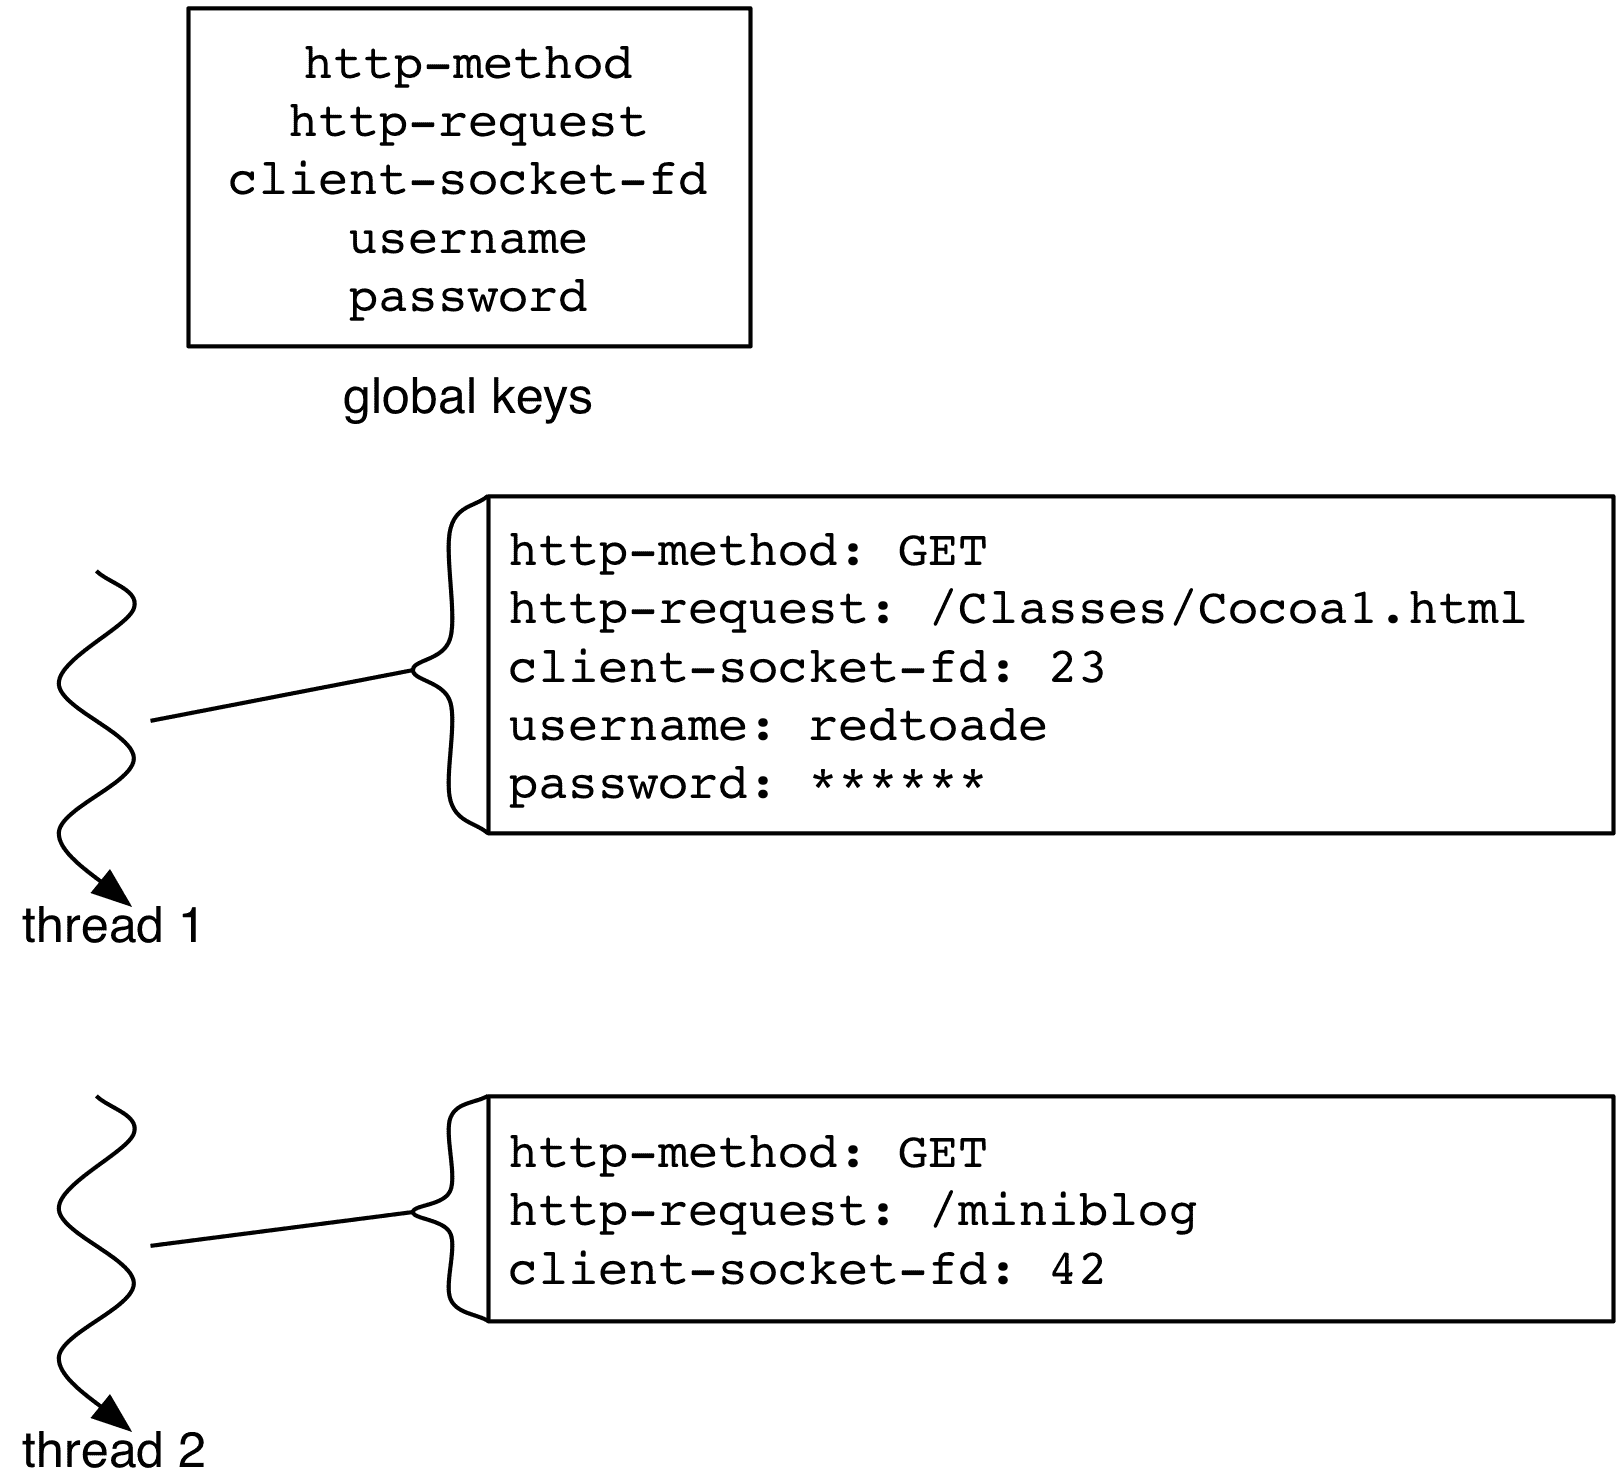 http-method
http-request
client-socket-fd
username
password
global keys
http-method: GET
http-request: /Classes/Cocoa1.html
client-socket-fd: 23
username: redtoade
password: ******
thread 1
http-method: GET
http-request: /miniblog
client-socket-fd: 42
thread 2